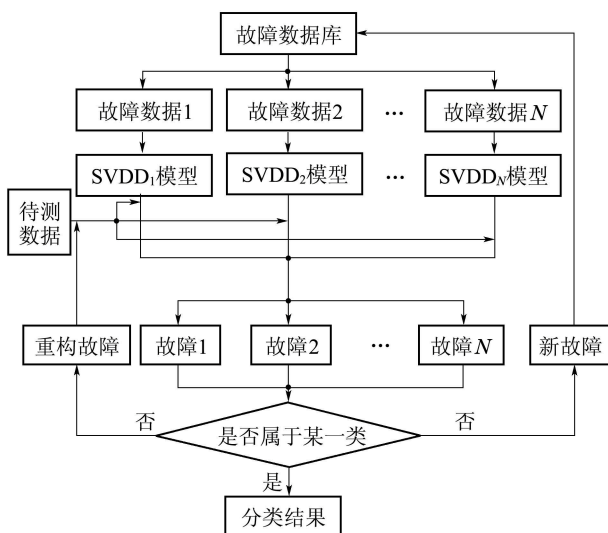 故障数据库
故障数据1
故障数据2
···
故障数据N
SVDD₁模型
SVDD₂模型
···
SVDD_N模型
待测
数据
重构故障
故障1
故障2
···
故障N
新故障
否
是否属于某一类
否
是
分类结果